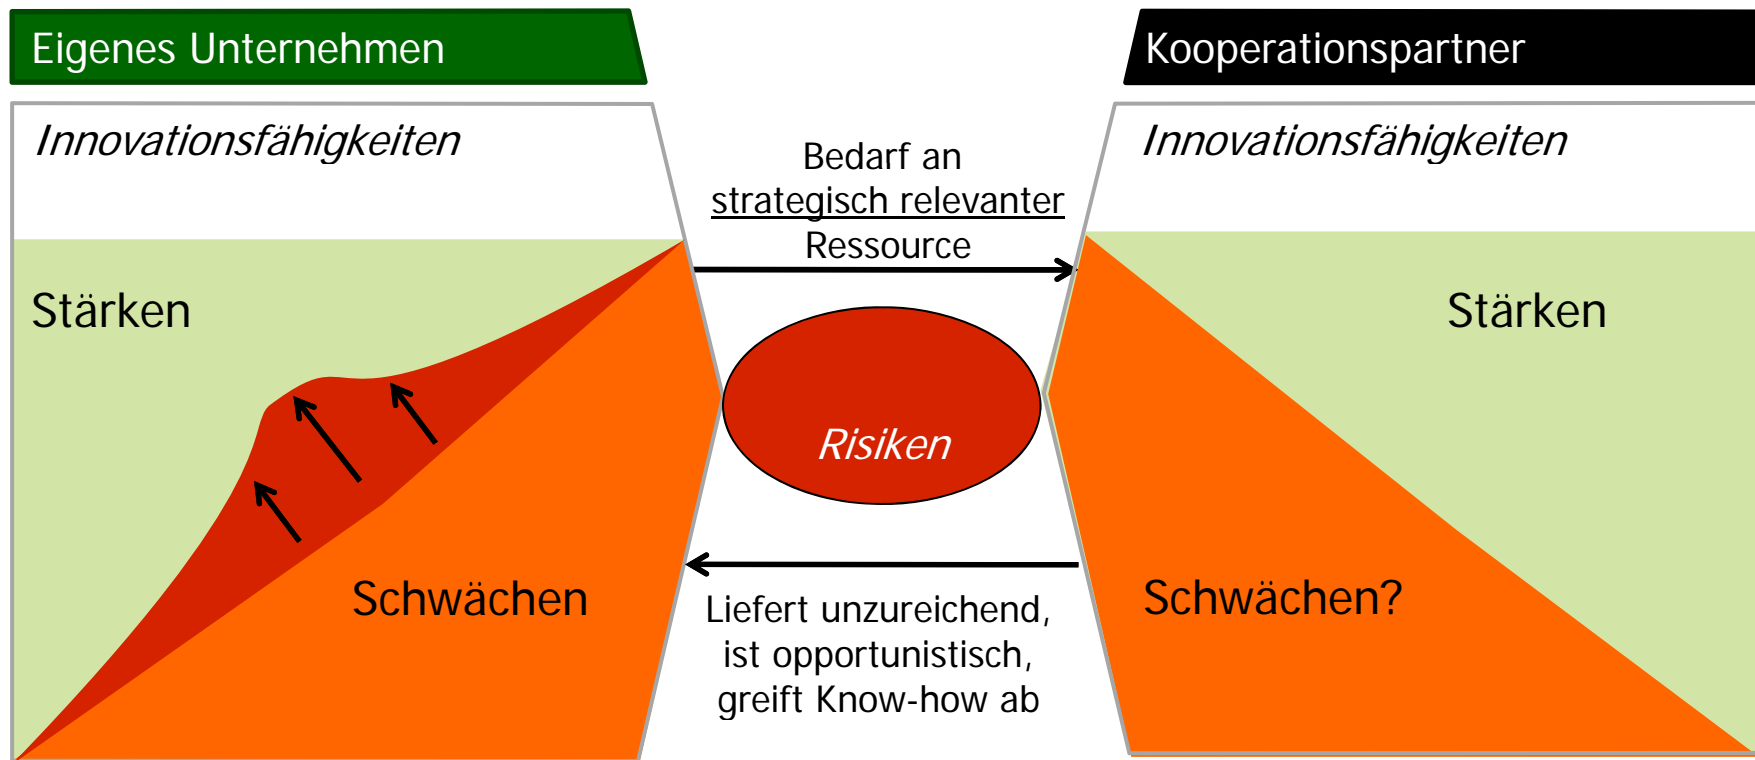 Eigenes Unternehmen
Kooperationspartner
Innovationsfähigkeiten
Innovationsfähigkeiten
Bedarf an
strategisch relevanter
Ressource
Stärken
Stärken
Risiken
Schwächen
Schwächen?
Liefert unzureichend,
ist opportunistisch,
greift Know-how ab